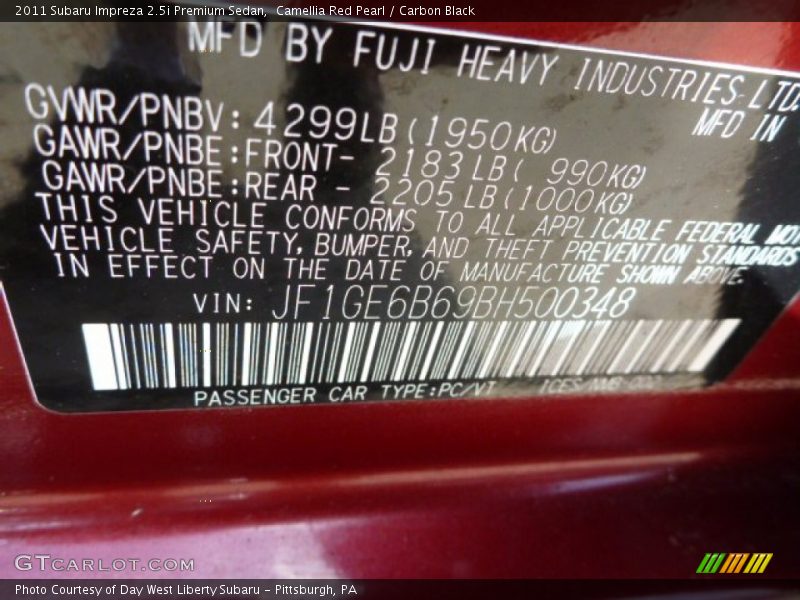 2011 Subaru Impreza 2.5i Premium Sedan, Camellia Red Pearl / Carbon Black
MFD BY FUJI HEAVY INDUSTRIES LTD.
MFD IN
GVWR/PNBV: 4299LB(1950KG)
GAWR/PNBE:FRONT- 2183LB( 990KG)
GAWR/PNBE:REAR - 2205LB(1000KG)
THIS VEHICLE CONFORMS TO ALL APPLICABLE FEDERAL MOT
VEHICLE SAFETY, BUMPER, AND THEFT PREVENTION STANDARDS
IN EFFECT ON THE DATE OF MANUFACTURE SHOWN ABOVE.
VIN: JF1GE6B69BH500348
PASSENGER CAR TYPE:PC/VT
GTCARLOT.COM
Photo Courtesy of Day West Liberty Subaru - Pittsburgh, PA